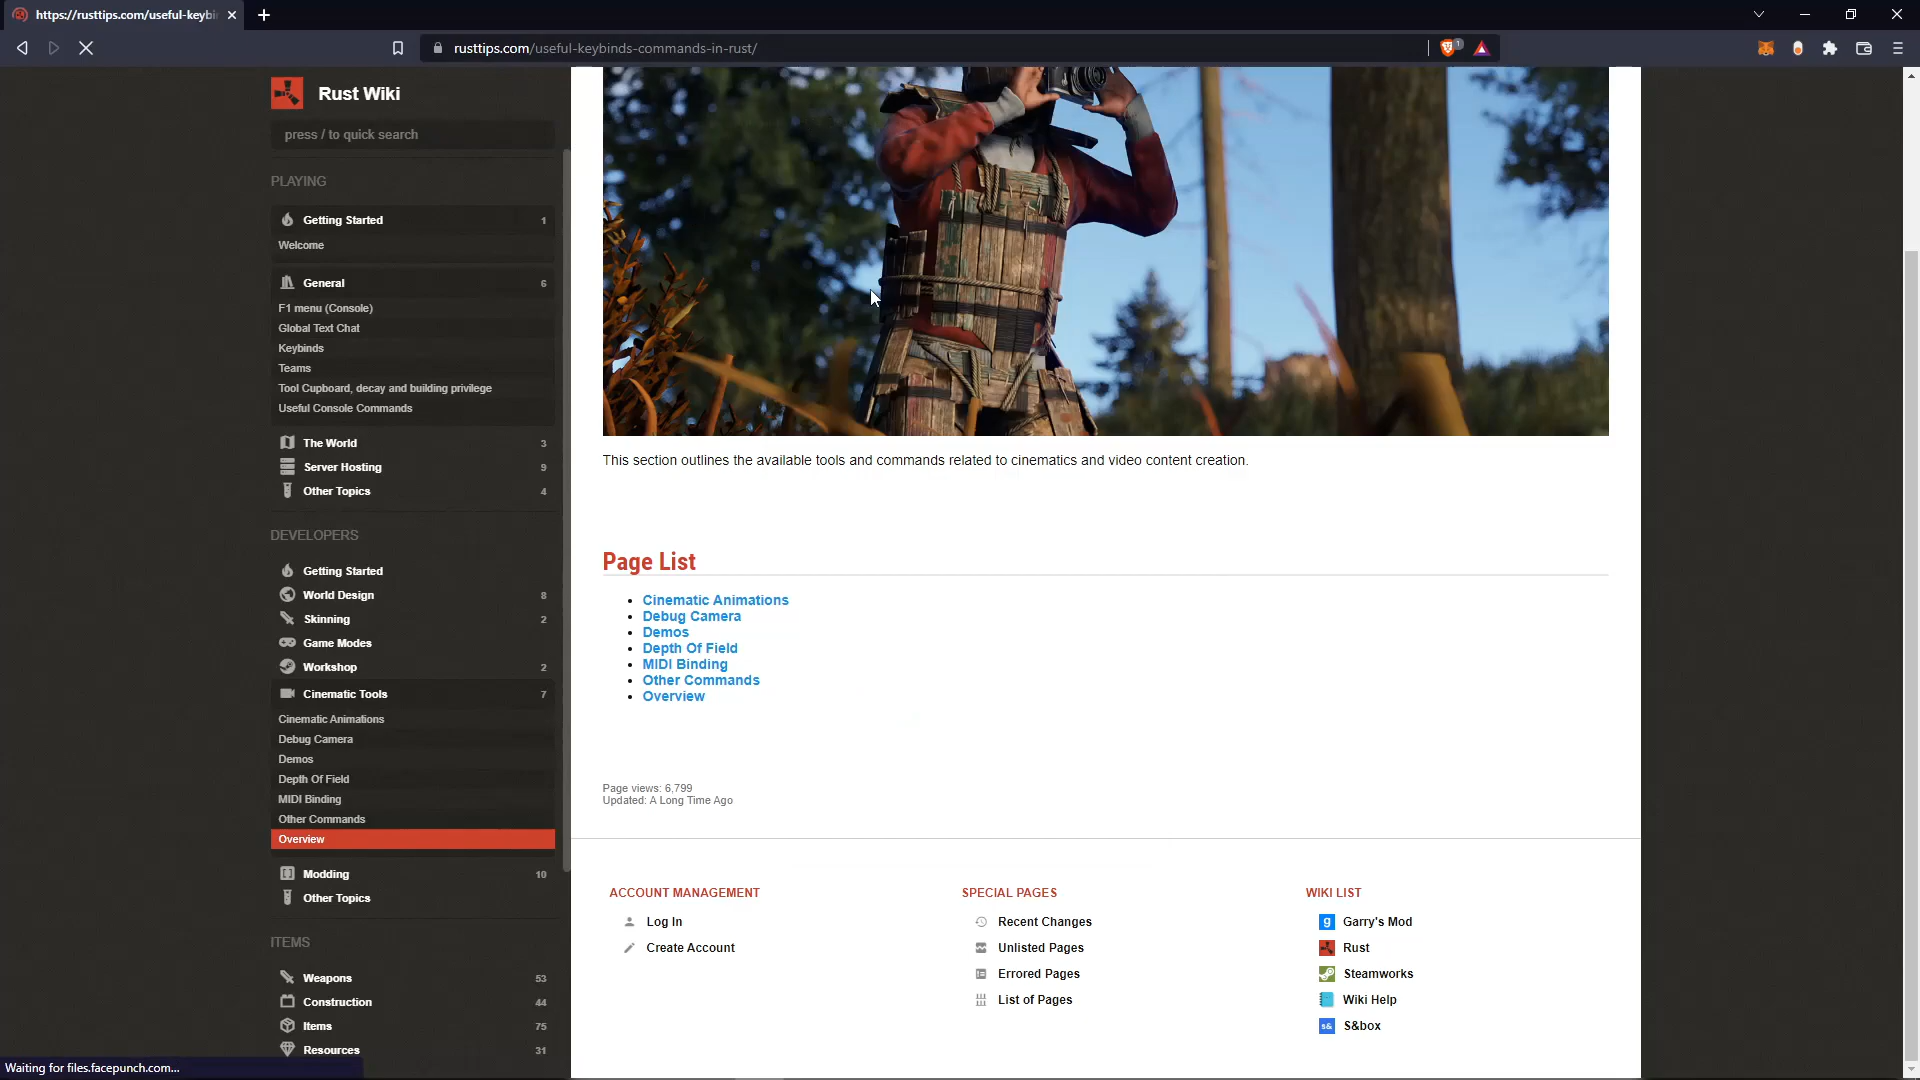 https://rusttips.com/useful-keybi
rusttips.com/useful-keybinds-commands-in-rust/
1
Rust Wiki
press / to quick search
PLAYING
Getting Started 1
Welcome
General 6
F1 menu (Console)
Global Text Chat
Keybinds
Teams
Tool Cupboard, decay and building privilege
Useful Console Commands
The World 3
Server Hosting 9
Other Topics 4
DEVELOPERS
Getting Started
World Design 8
Skinning 2
Game Modes
Workshop 2
Cinematic Tools 7
Cinematic Animations
Debug Camera
Demos
Depth Of Field
MIDI Binding
Other Commands
Overview
Modding 10
Other Topics
ITEMS
Weapons 53
Construction 44
Items 75
Resources 31
Waiting for files.facepunch.com...
This section outlines the available tools and commands related to cinematics and video content creation.
Page List
Cinematic Animations
Debug Camera
Demos
Depth Of Field
MIDI Binding
Other Commands
Overview
Page views: 6,799
Updated: A Long Time Ago
ACCOUNT MANAGEMENT
Log In
Create Account
SPECIAL PAGES
Recent Changes
Unlisted Pages
Errored Pages
List of Pages
WIKI LIST
g Garry's Mod
Rust
Steamworks
Wiki Help
s& S&box